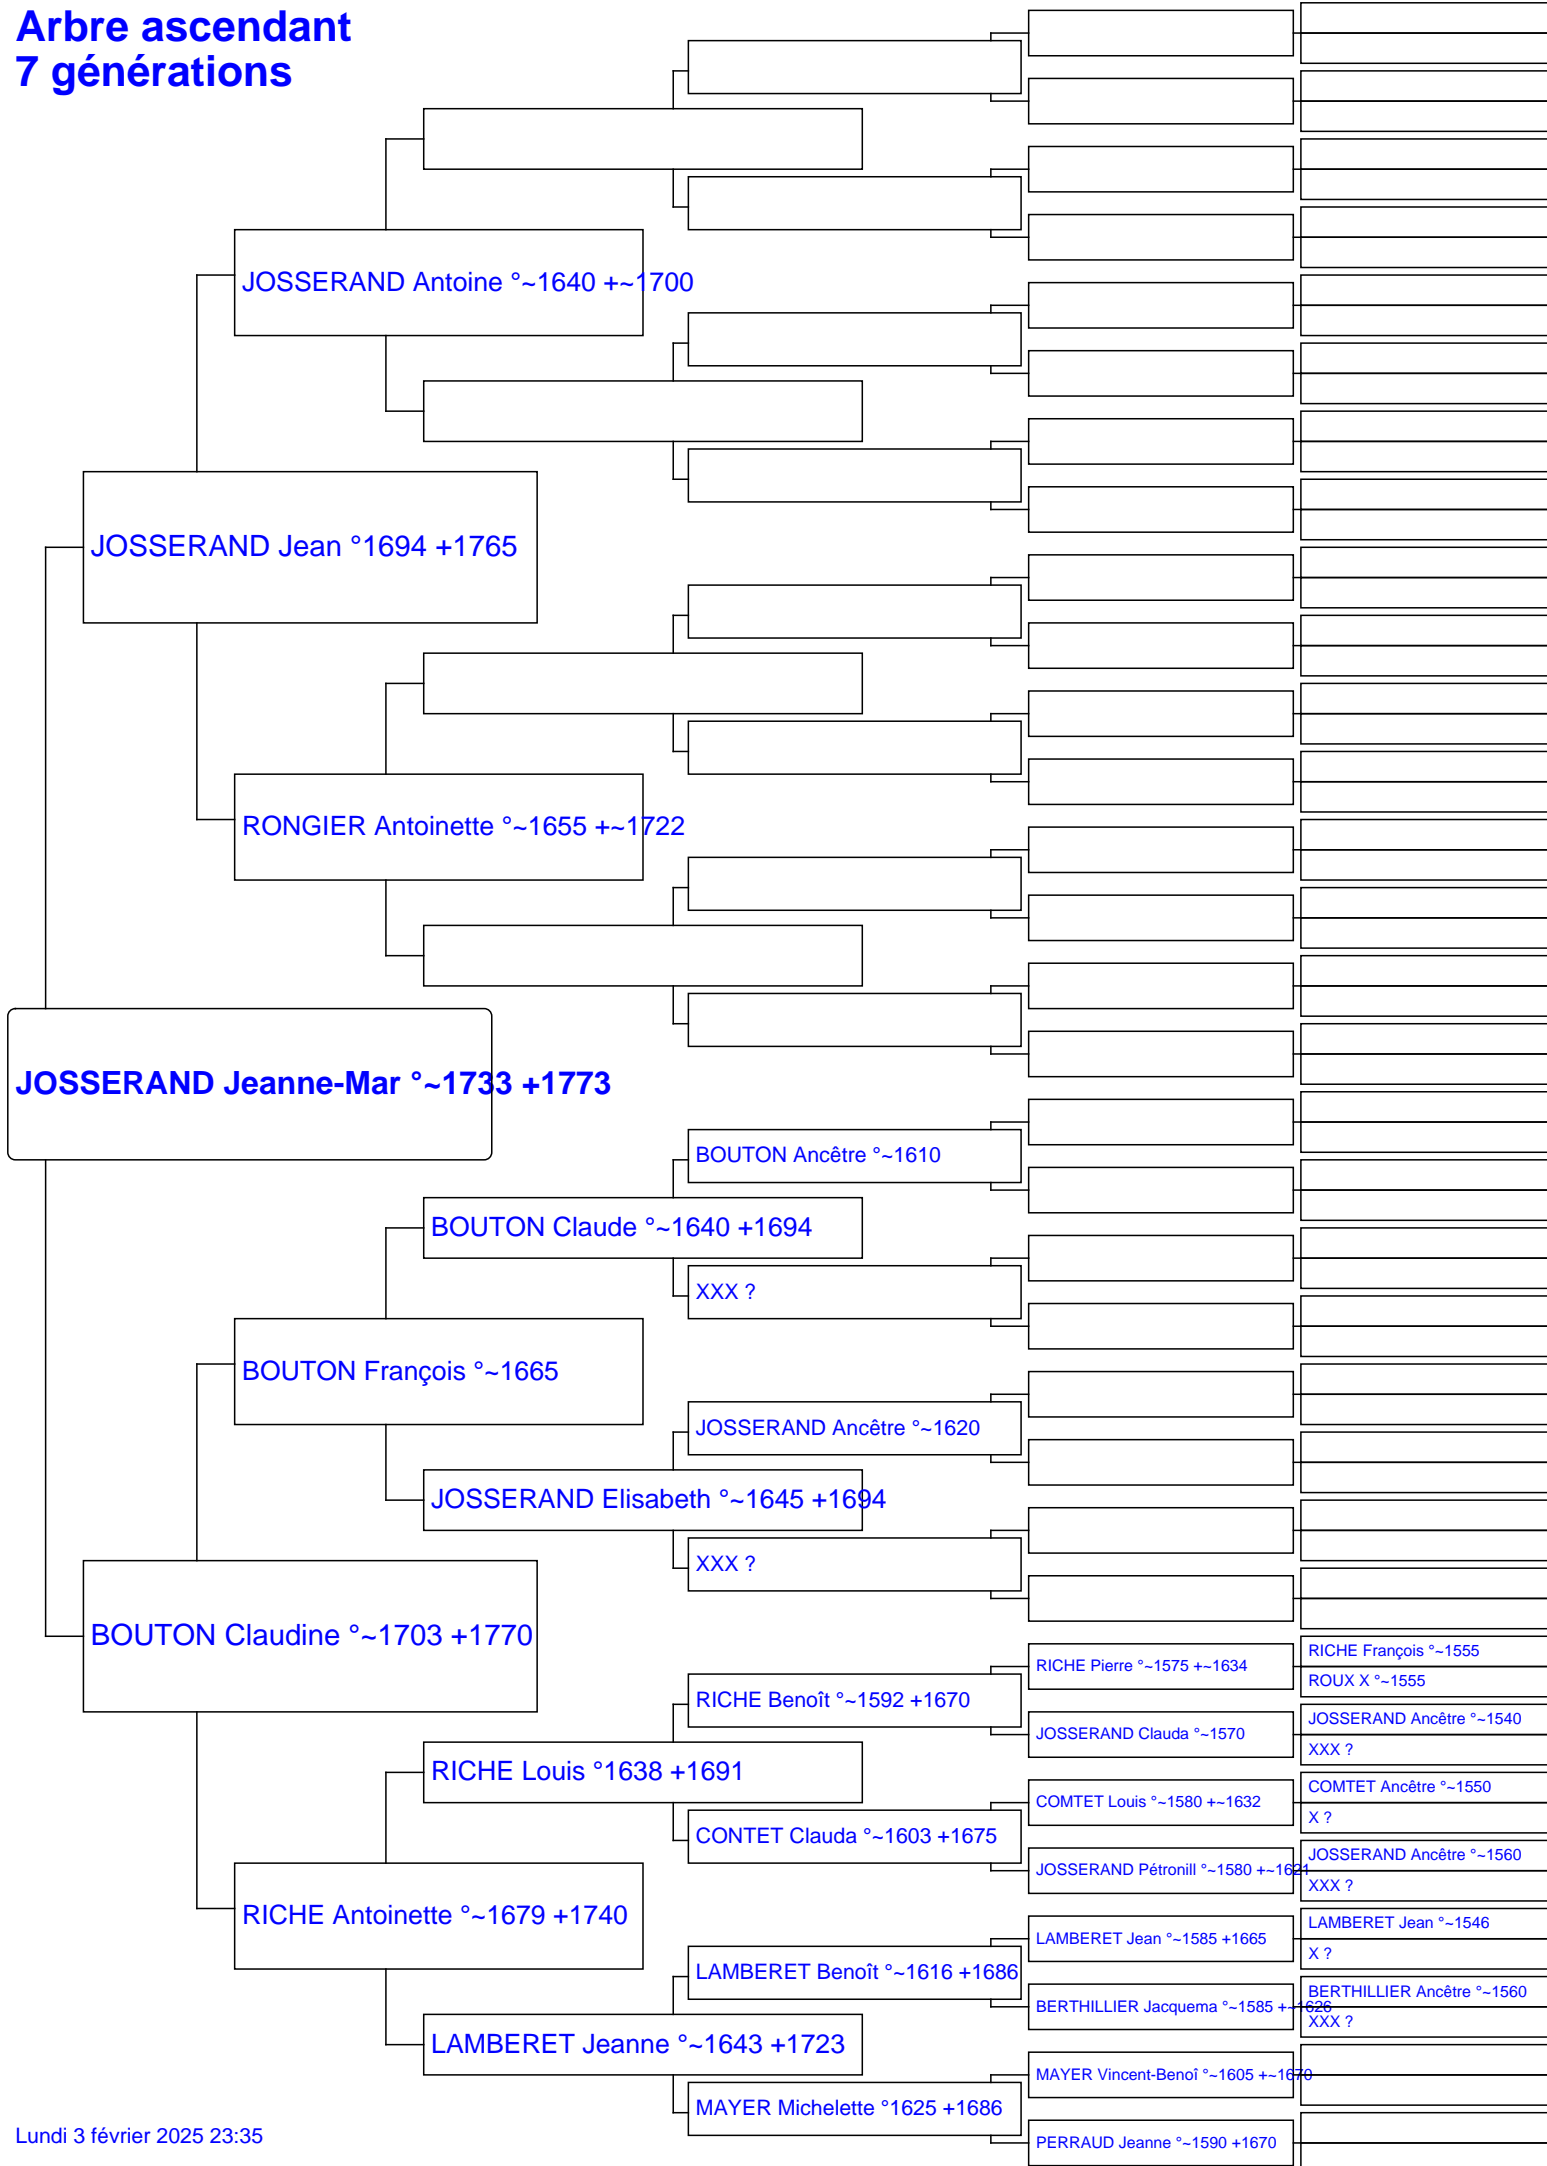 Arbre ascendant
7 générations
JOSSERAND Antoine °~1640 +~1700
JOSSERAND Jean °1694 +1765
RONGIER Antoinette °~1655 +~1722
JOSSERAND Jeanne-Mar °~1733 +1773
BOUTON Ancêtre °~1610
BOUTON Claude °~1640 +1694
XXX ?
BOUTON François °~1665
JOSSERAND Ancêtre °~1620
JOSSERAND Elisabeth °~1645 +1694
XXX ?
BOUTON Claudine °~1703 +1770
RICHE François °~1555
RICHE Pierre °~1575 +~1634
ROUX X °~1555
RICHE Benoît °~1592 +1670
JOSSERAND Ancêtre °~1540
JOSSERAND Clauda °~1570
XXX ?
RICHE Louis °1638 +1691
COMTET Ancêtre °~1550
COMTET Louis °~1580 +~1632
X ?
CONTET Clauda °~1603 +1675
JOSSERAND Ancêtre °~1560
JOSSERAND Pétronill °~1580 +~1621
XXX ?
RICHE Antoinette °~1679 +1740
LAMBERET Jean °~1546
LAMBERET Jean °~1585 +1665
X ?
LAMBERET Benoît °~1616 +1686
BERTHILLIER Ancêtre °~1560
BERTHILLIER Jacquema °~1585 +~1626
XXX ?
LAMBERET Jeanne °~1643 +1723
MAYER Vincent-Benoî °~1605 +~1670
MAYER Michelette °1625 +1686
PERRAUD Jeanne °~1590 +1670
Lundi 3 février 2025 23:35